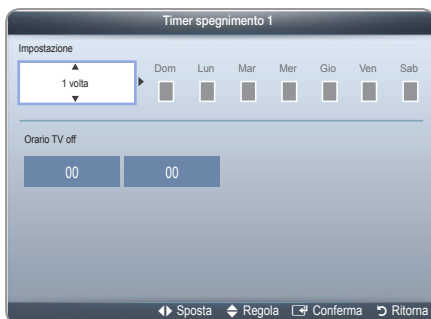 Timer spegnimento 1
Impostazione
Dom Lun Mar Mer Gio Ven Sab
1 volta
Orario TV off
00 00
Sposta Regola Conferma Ritorna